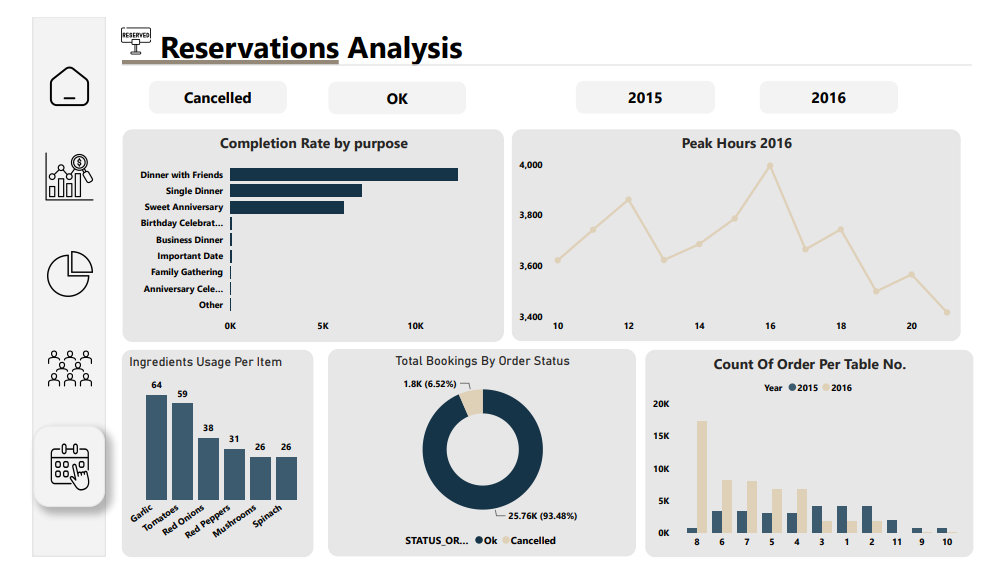 RESERVED
Reservations Analysis
Cancelled
OK
2015
2016
Completion Rate by purpose
Dinner with Friends
Single Dinner
Sweet Anniversary
Birthday Celebrat...
Business Dinner
Important Date
Family Gathering
Anniversary Cele...
Other
0K 5K 10K
Peak Hours 2016
4,000
3,800
3,600
3,400
10 12 14 16 18 20
Ingredients Usage Per Item
64
59
38
31
26
26
Garlic
Tomatoes
Red Onions
Red Peppers
Mushrooms
Spinach
Total Bookings By Order Status
1.8K (6.52%)
25.76K (93.48%)
STATUS_OR... Ok Cancelled
Count Of Order Per Table No.
Year 2015 2016
20K
15K
10K
5K
0K
8 6 7 5 4 3 1 2 11 9 10